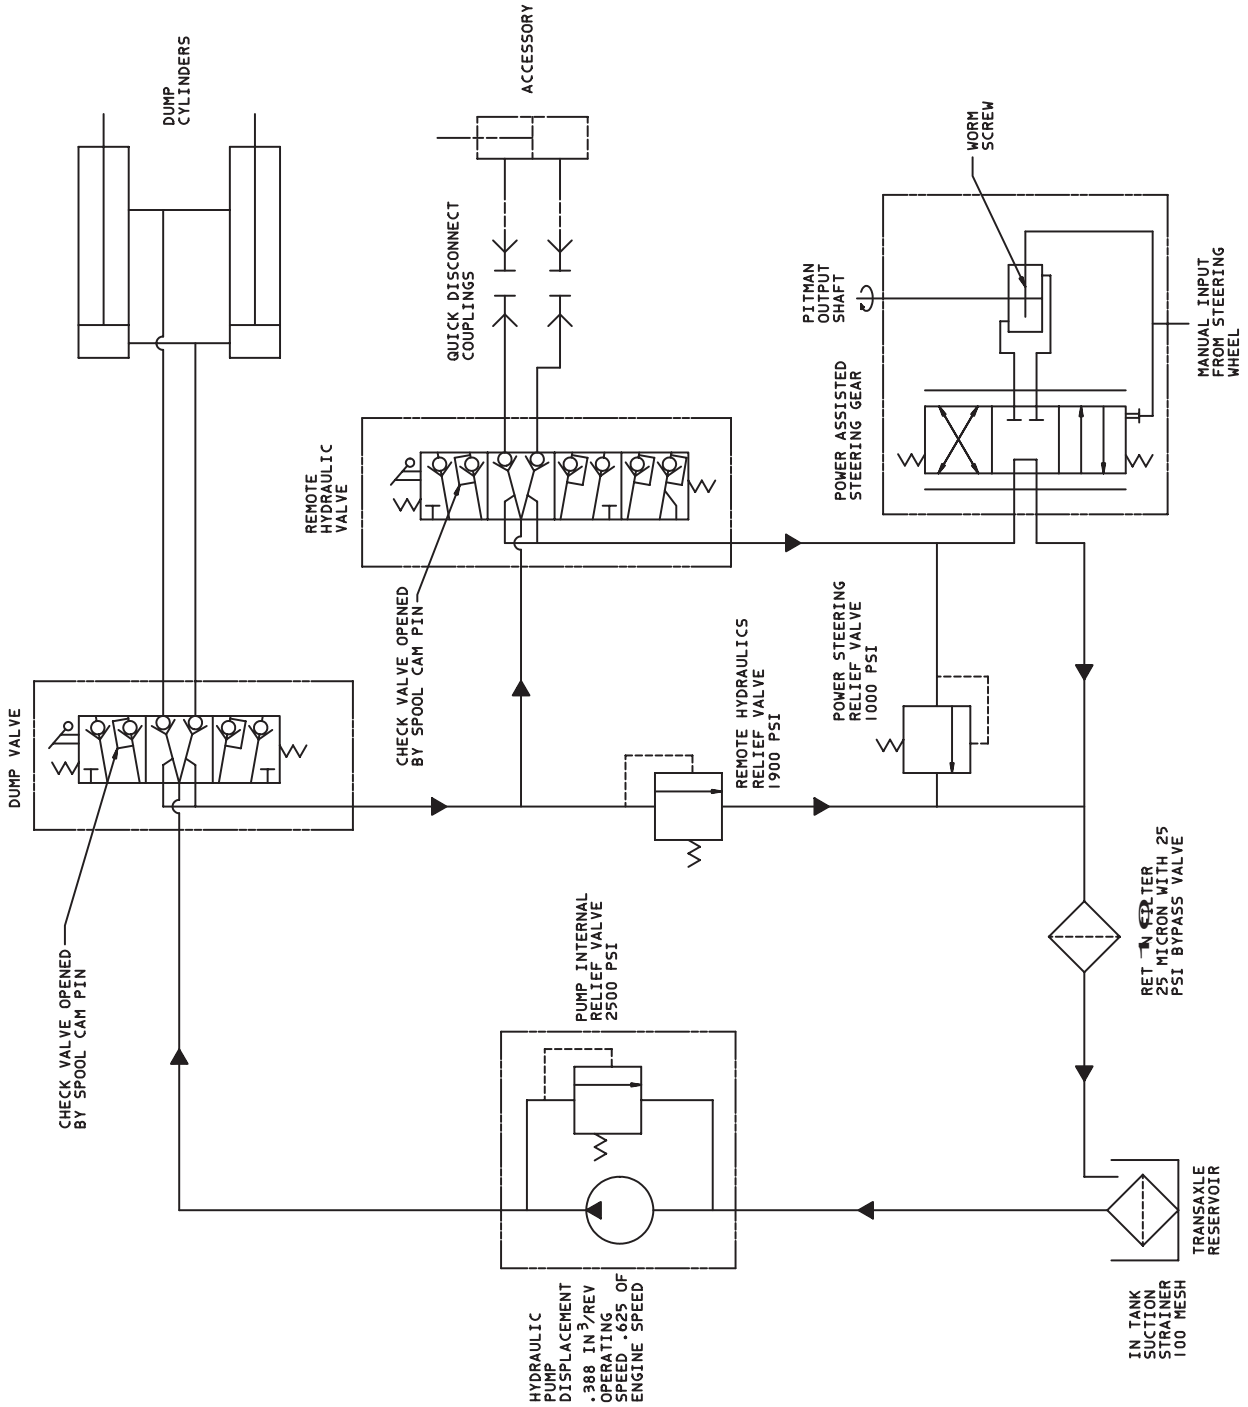 DUMP
CYLINDERS
ACCESSORY
WORM
SCREW
QUICK DISCONNECT
COUPLINGS
PITMAN
OUTPUT
SHAFT
MANUAL INPUT
FROM STEERING
WHEEL
POWER ASSISTED
STEERING GEAR
REMOTE
HYDRAULIC
VALVE
DUMP VALVE
CHECK VALVE OPENED
BY SPOOL CAM PIN
REMOTE HYDRAULICS
RELIEF VALVE
1900 PSI
POWER STEERING
RELIEF VALVE
1000 PSI
CHECK VALVE OPENED
BY SPOOL CAM PIN
PUMP INTERNAL
RELIEF VALVE
2500 PSI
25 MICRON WITH 25
PSI BYPASS VALVE
HYDRAULIC
PUMP
DISPLACEMENT
.388 IN³/REV
OPERATING
SPEED .625 OF
ENGINE SPEED
TRANSAXLE
RESERVOIR
IN TANK
SUCTION
STRAINER
100 MESH